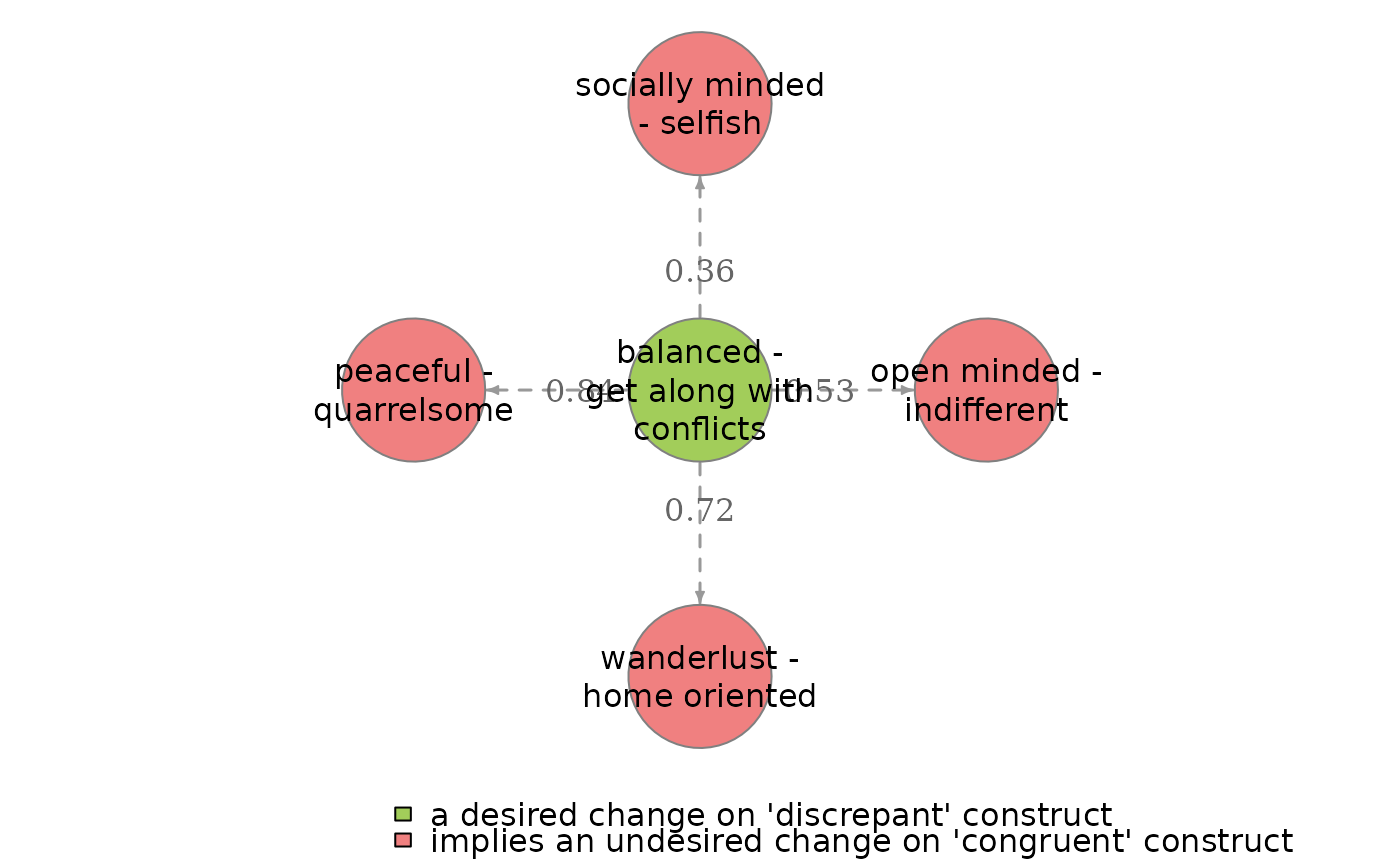 socially minded
- selfish
0.36
peaceful -
quarrelsome
0.84
balanced -
get along with
conflicts
0.53
open minded -
indifferent
0.72
wanderlust -
home oriented
a desired change on 'discrepant' construct
implies an undesired change on 'congruent' construct